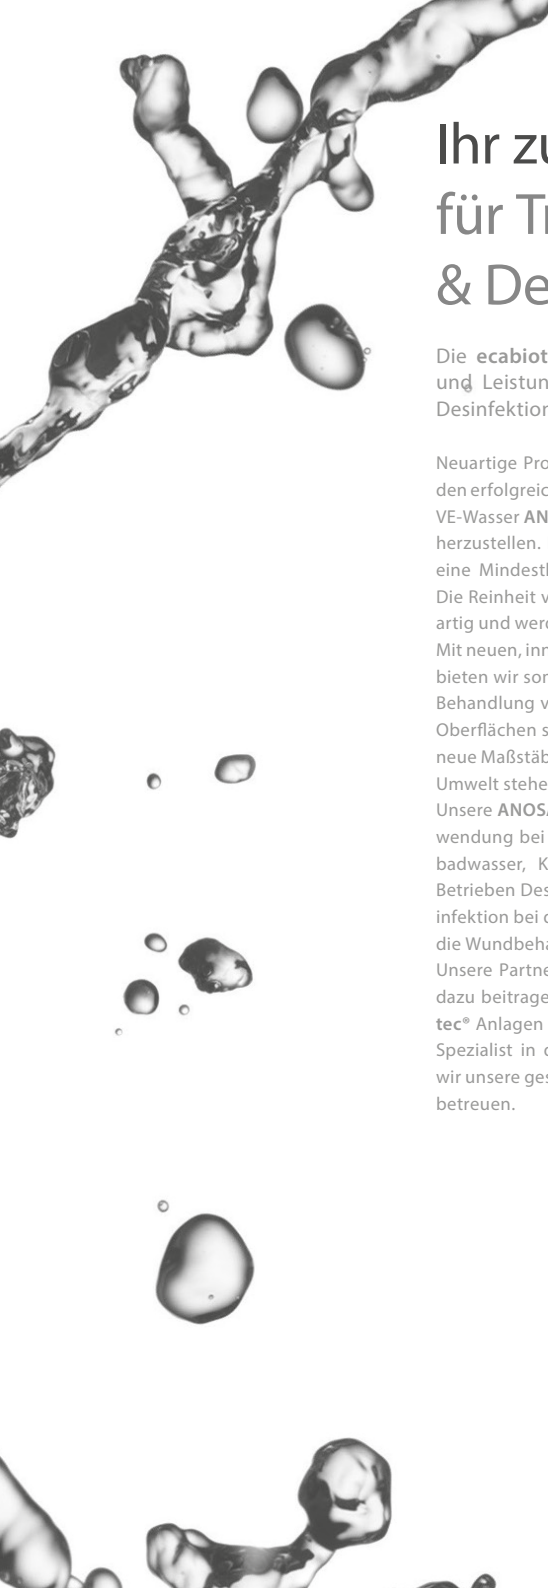 Ihr zu
für Tr
& De
Die ecabiot
und Leistun
Desinfektion
Neuartige Pro
den erfolgreic
VE-Wasser AN
herzustellen.
eine Mindestl
Die Reinheit v
artig und werd
Mit neuen, inn
bieten wir son
Behandlung v
Oberflächen s
neue Maßstäb
Umwelt stehe
Unsere ANOSA
wendung bei
badwasser, K
Betrieben Des
infektion bei d
die Wundbeha
Unsere Partne
dazu beitrage
tec® Anlagen
Spezialist in d
wir unsere ges
betreuen.